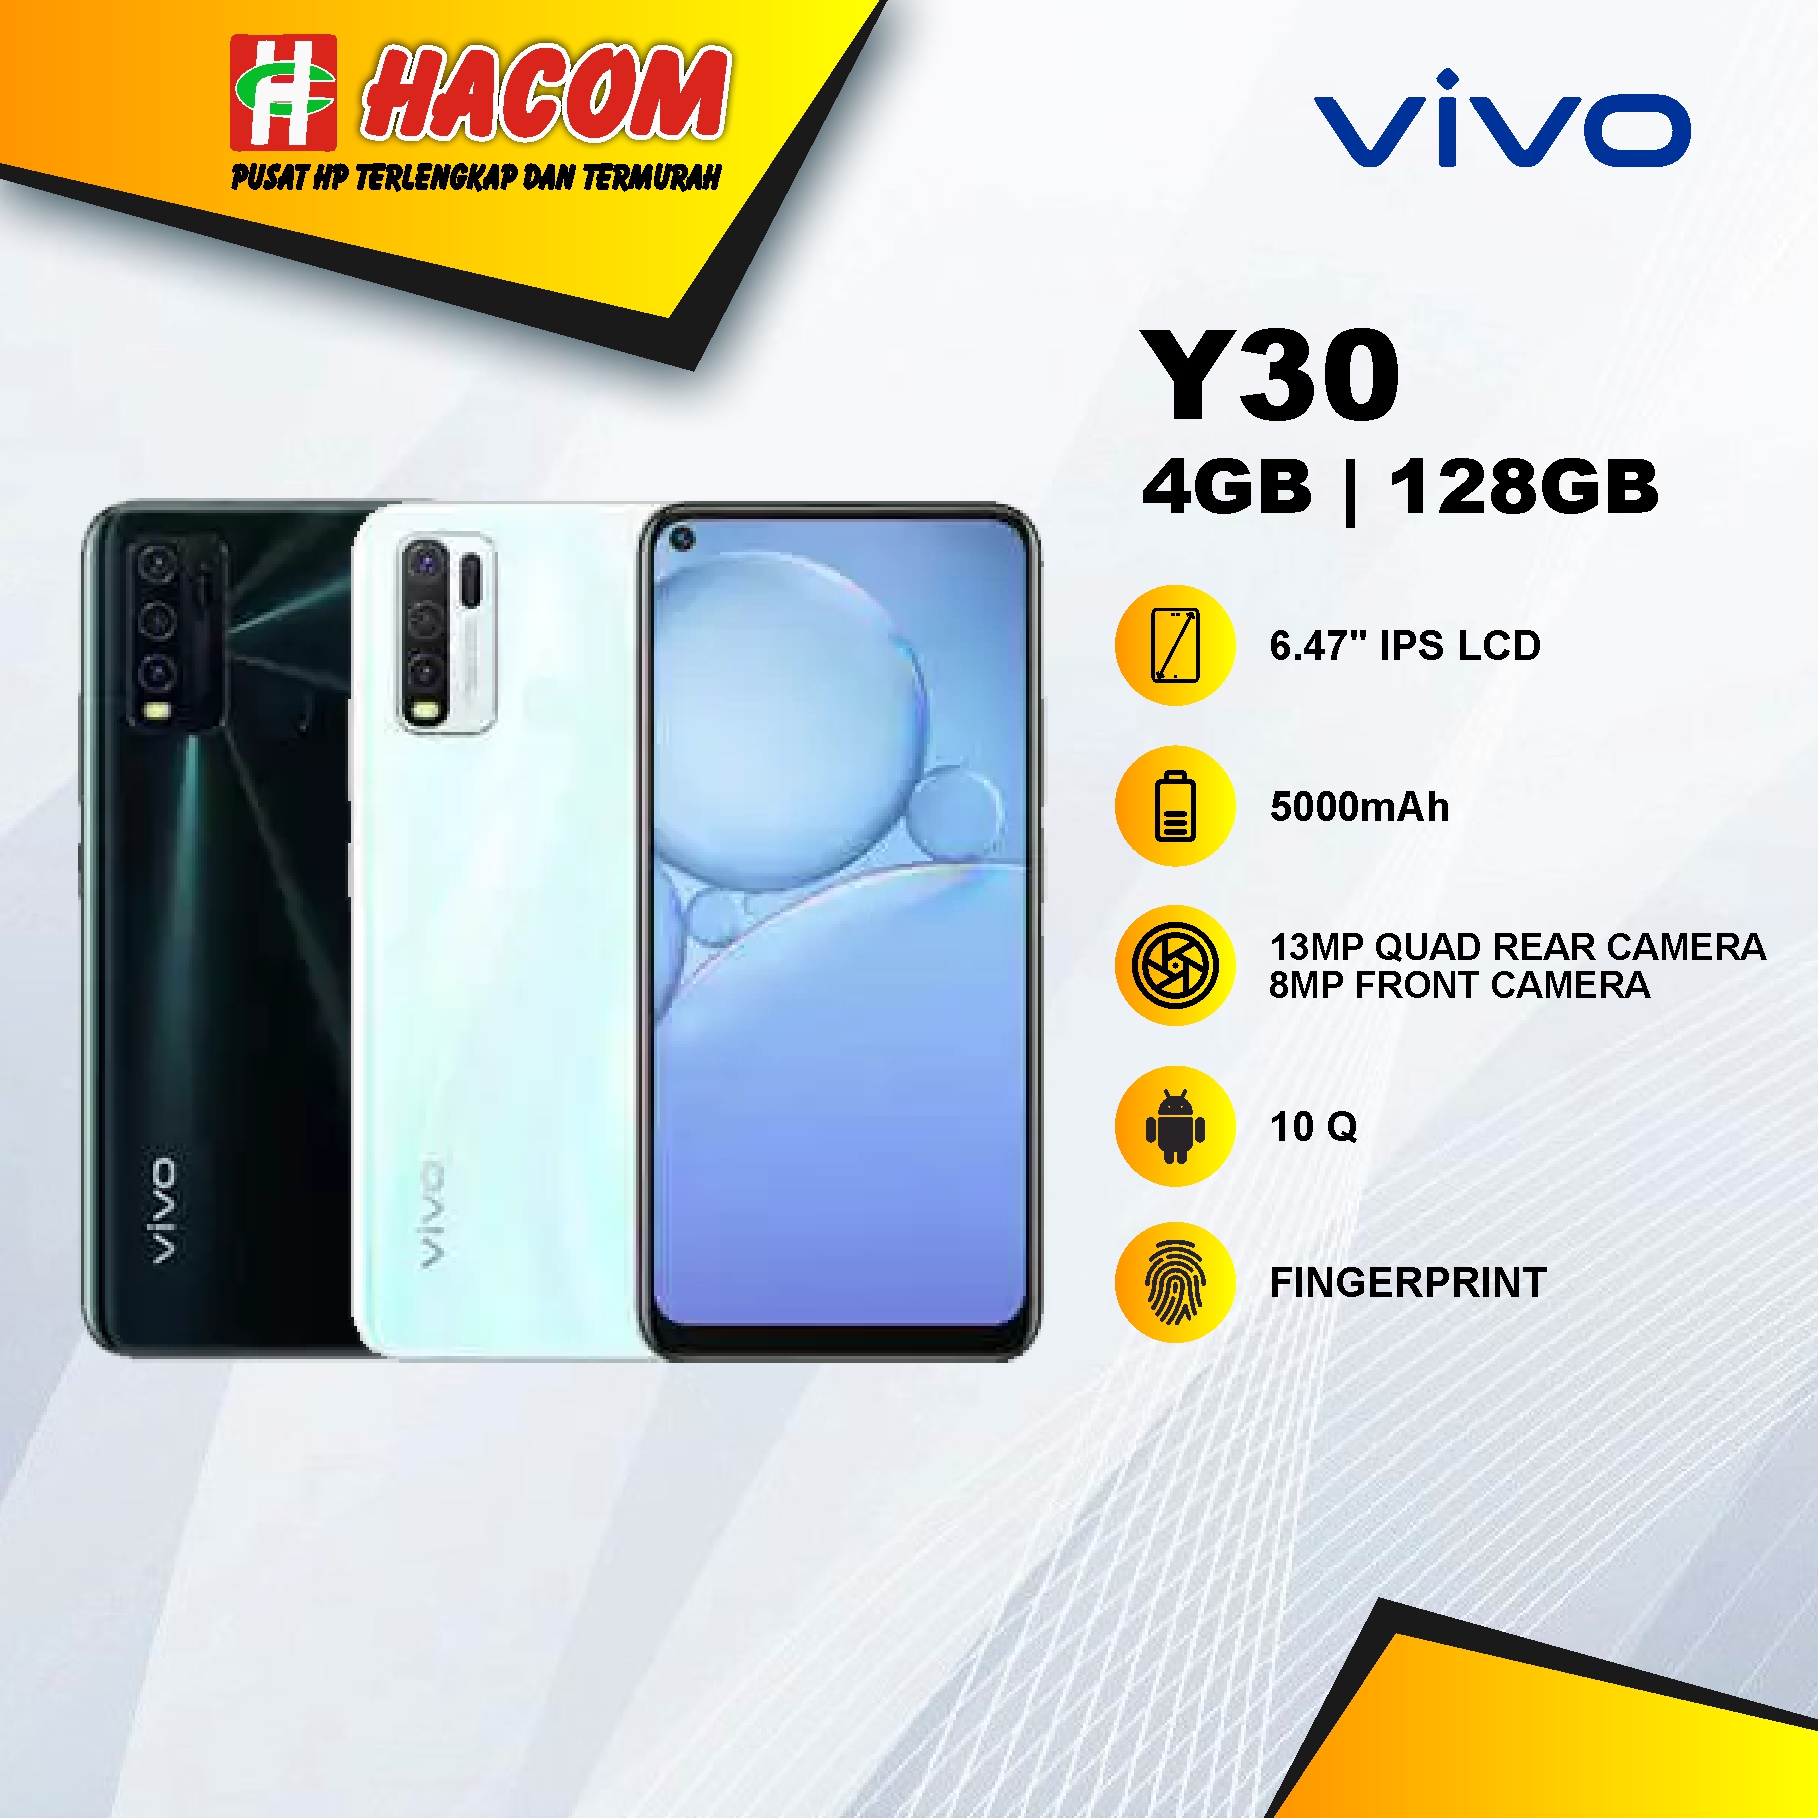 HACOM
PUSAT HP TERLENGKAP DAN TERMURAH
vivo
Y30
4GB | 128GB
6.47" IPS LCD
5000mAh
13MP QUAD REAR CAMERA
8MP FRONT CAMERA
10 Q
FINGERPRINT
vivo
vivo